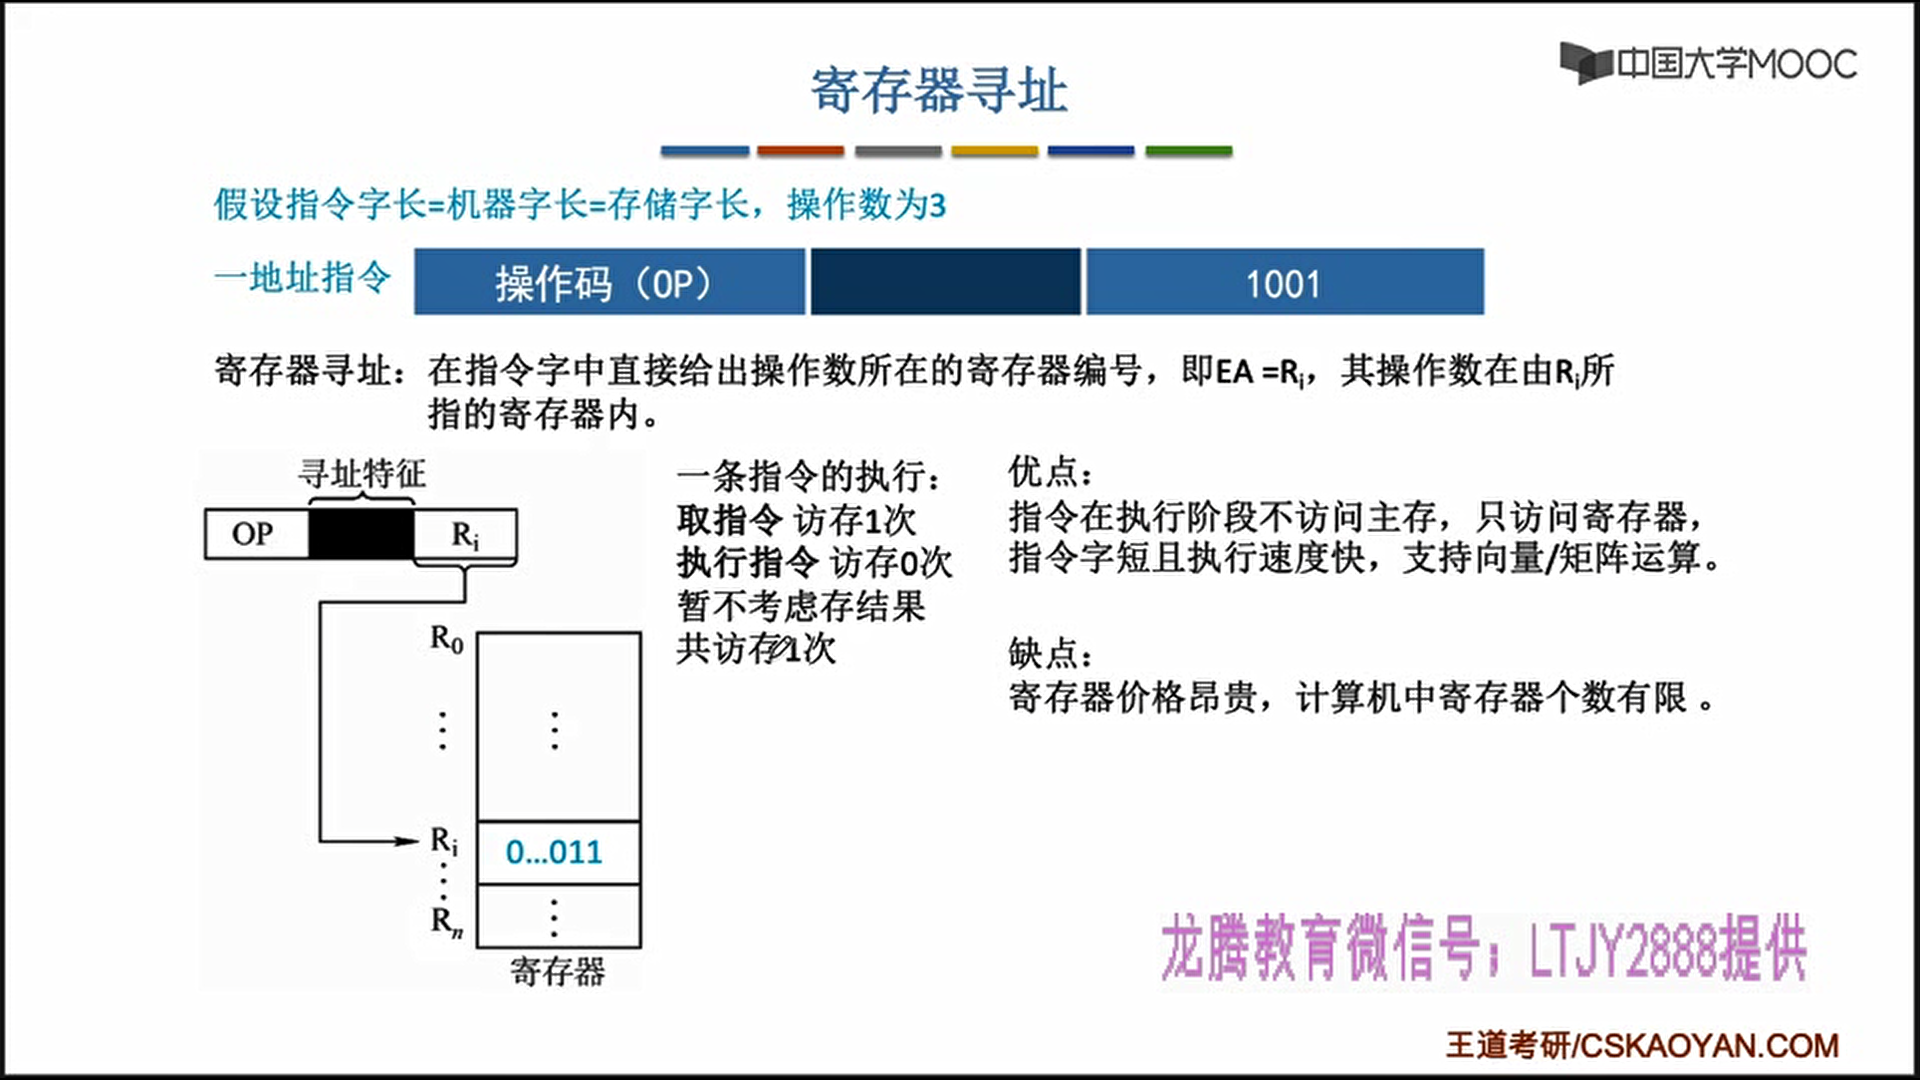 中国大学MOOC
寄存器寻址
假设指令字长=机器字长=存储字长，操作数为3
一地址指令 操作码（OP） 1001
寄存器寻址：在指令字中直接给出操作数所在的寄存器编号，即EA =Ri，其操作数在由Ri所
指的寄存器内。
寻址特征
OP Ri
R0
⋮ ⋮
Ri 0...011
⋮
Rn ⋮
寄存器
一条指令的执行：
取指令 访存1次
执行指令 访存0次
暂不考虑存结果
共访存1次
优点：
指令在执行阶段不访问主存，只访问寄存器，
指令字短且执行速度快，支持向量/矩阵运算。
缺点：
寄存器价格昂贵，计算机中寄存器个数有限 。
龙腾教育微信号；LTJY2888提供
王道考研/CSKAOYAN.COM